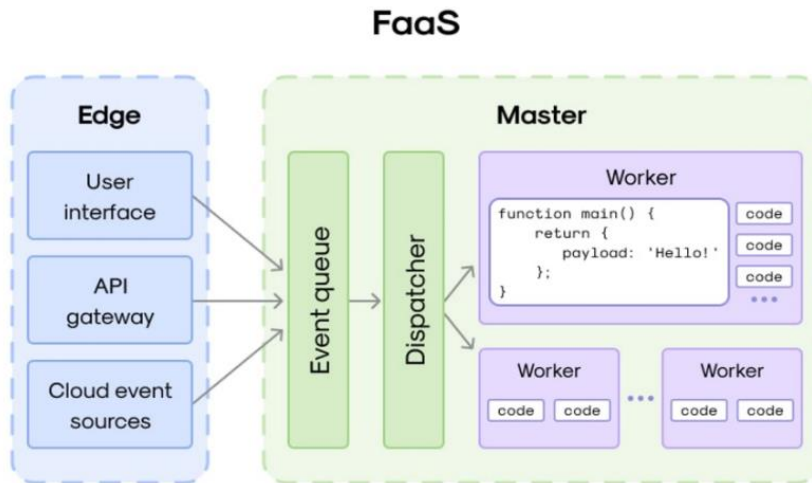 FaaS
Edge
User
interface
API
gateway
Cloud event
sources
Master
Event queue
Dispatcher
Worker
function main() {
    return {
        payload: 'Hello!'
    };
}
code
code
code
•••
Worker
code code
•••
Worker
code code